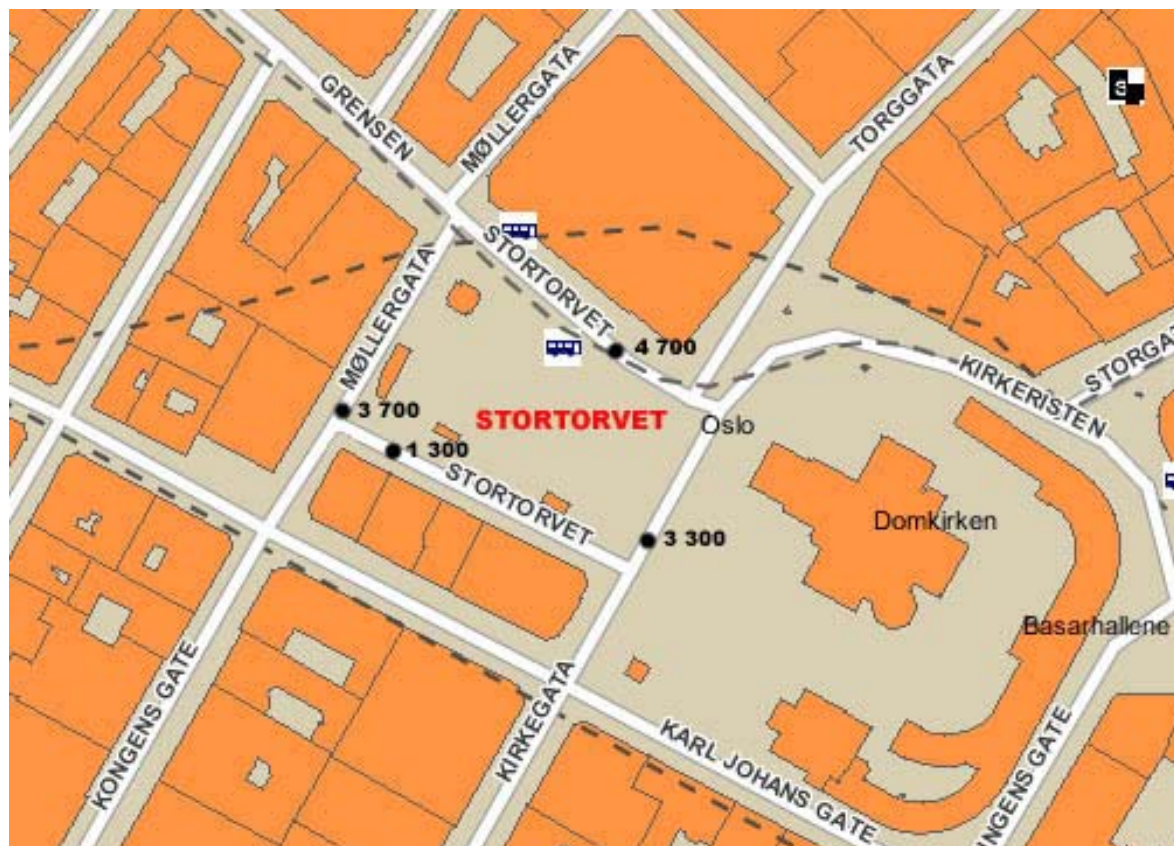 GRENSEN
MØLLERGATA
TORGGATA
a
STORTORVET
MØLLERGATA
4 700
KIRKERISTEN
STORGA
3 700
STORTORVET
Oslo
1 300
STORTORVET
Domkirken
3 300
Basarhallene
KONGENS GATE
KIRKEGATA
KARL JOHANS GATE
NGENS GATE